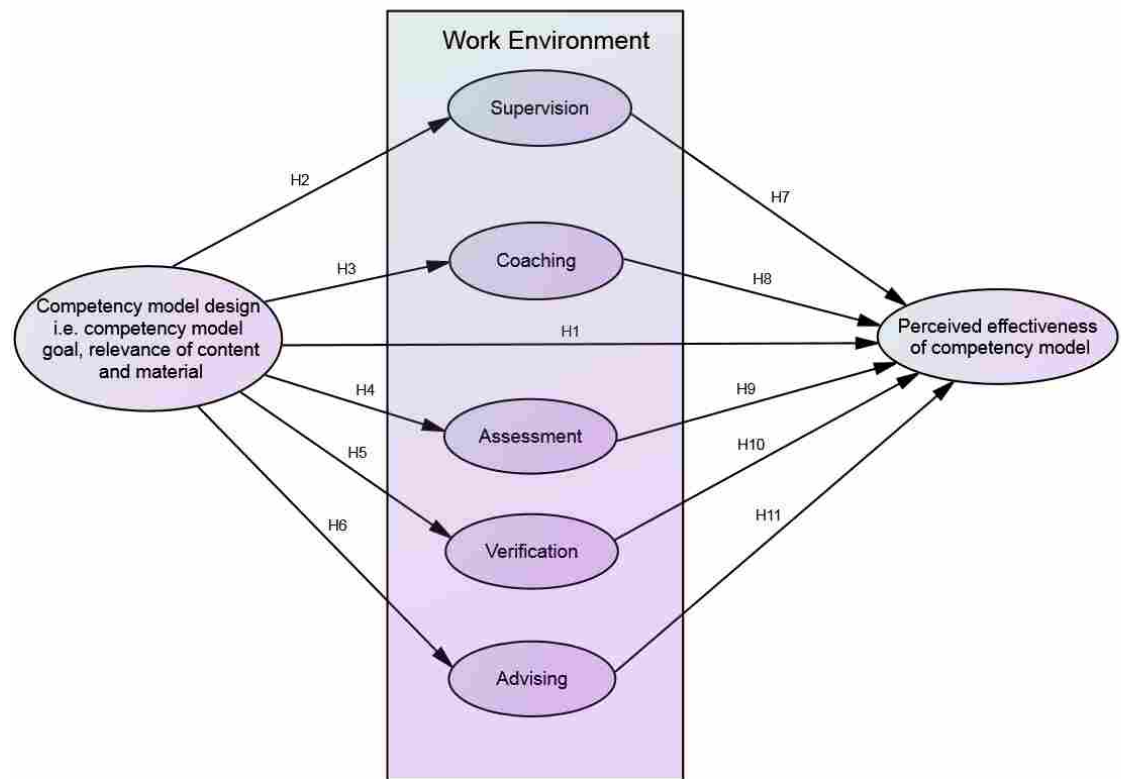 Work Environment
Supervision
H2
H7
Coaching
H3
H8
Competency model design
i.e. competency model
goal, relevance of content
and material
H1
Perceived effectiveness
of competency model
H4
H9
Assessment
H5
H10
H6
H11
Verification
Advising